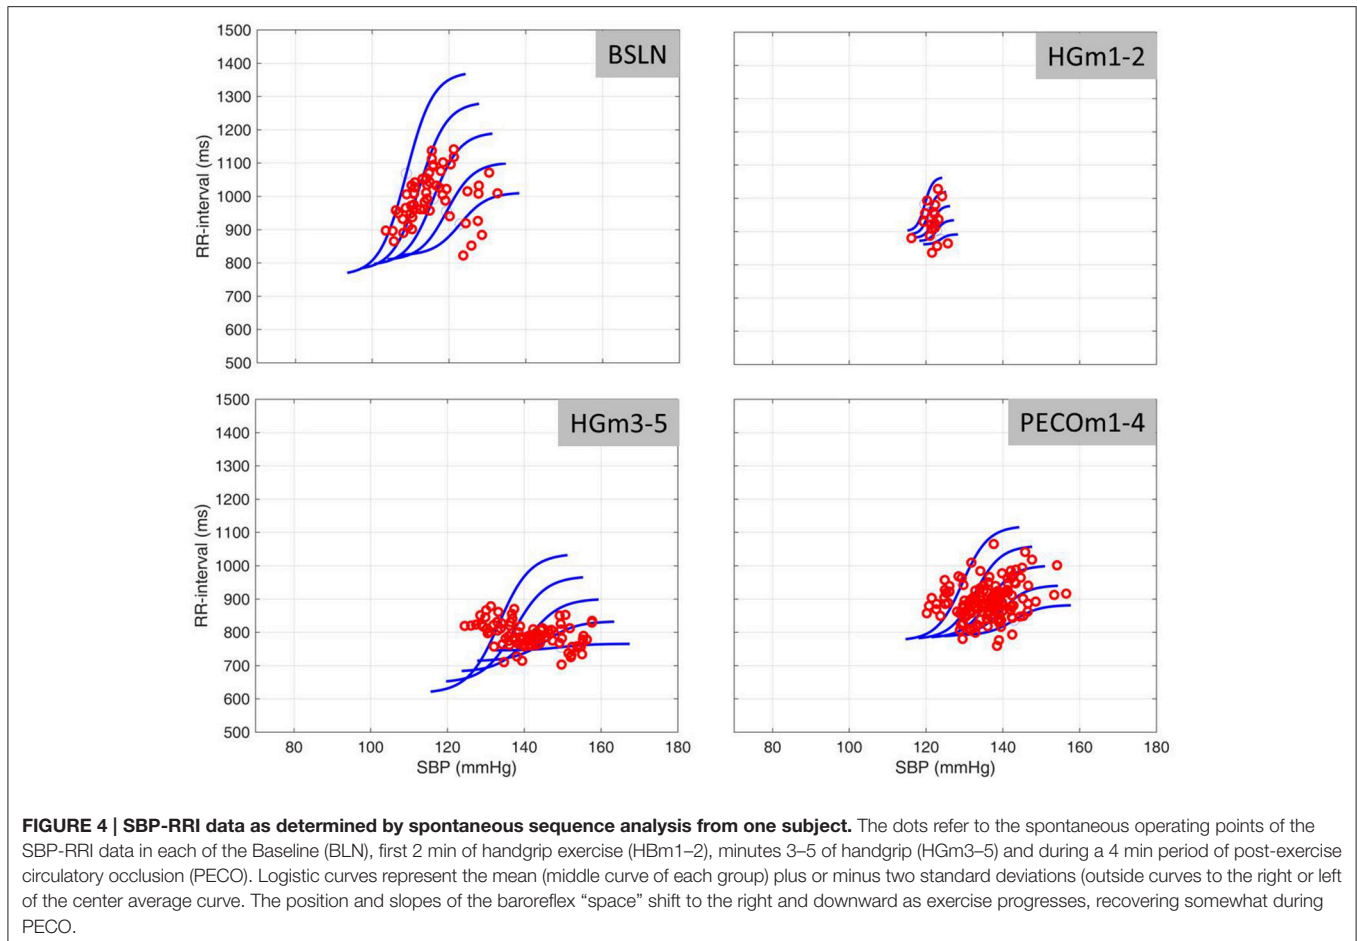 1500
1400
1300
1200
1100
1000
900
800
700
600
500
RR-interval (ms)
BSLN
HGm1-2
1500
1400
1300
1200
1100
1000
900
800
700
600
500
RR-interval (ms)
HGm3-5
80 100 120 140 160 180
SBP (mmHg)
PECOm1-4
80 100 120 140 160 180
SBP (mmHg)
FIGURE 4 | SBP-RRI data as determined by spontaneous sequence analysis from one subject. The dots refer to the spontaneous operating points of the
SBP-RRI data in each of the Baseline (BLN), first 2 min of handgrip exercise (HBm1–2), minutes 3–5 of handgrip (HGm3–5) and during a 4 min period of post-exercise
circulatory occlusion (PECO). Logistic curves represent the mean (middle curve of each group) plus or minus two standard deviations (outside curves to the right or left
of the center average curve. The position and slopes of the baroreflex “space” shift to the right and downward as exercise progresses, recovering somewhat during
PECO.